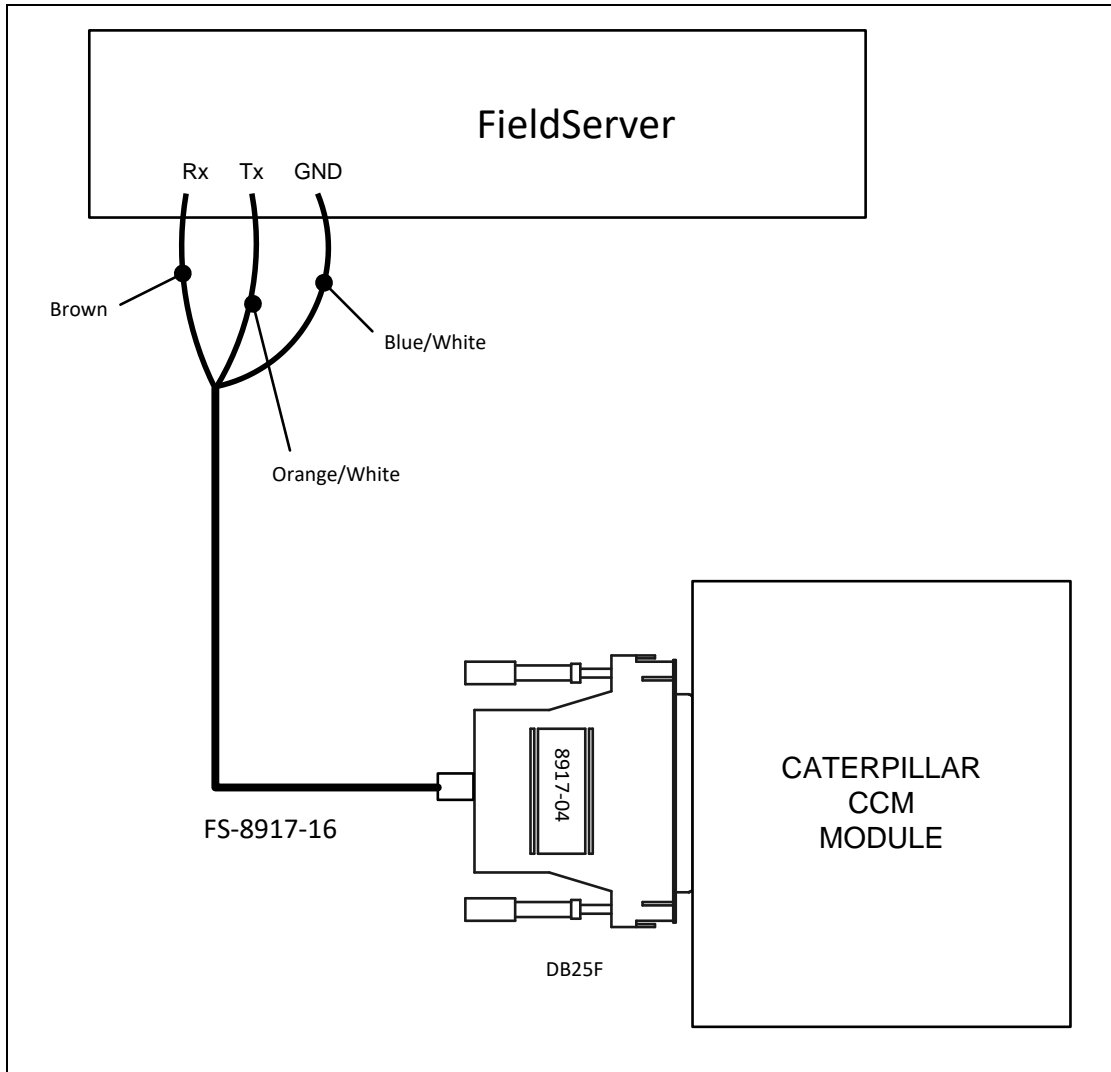 FieldServer
Rx Tx GND
Brown
Blue/White
Orange/White
FS-8917-16
8917-04
CATERPILLAR
CCM
MODULE
DB25F